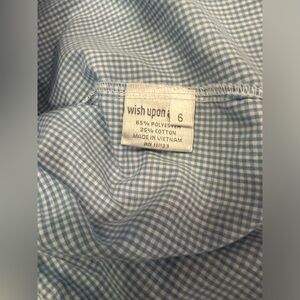 wish upon
6
65% POLYESTER
35% COTTON
MADE IN VIETNAM